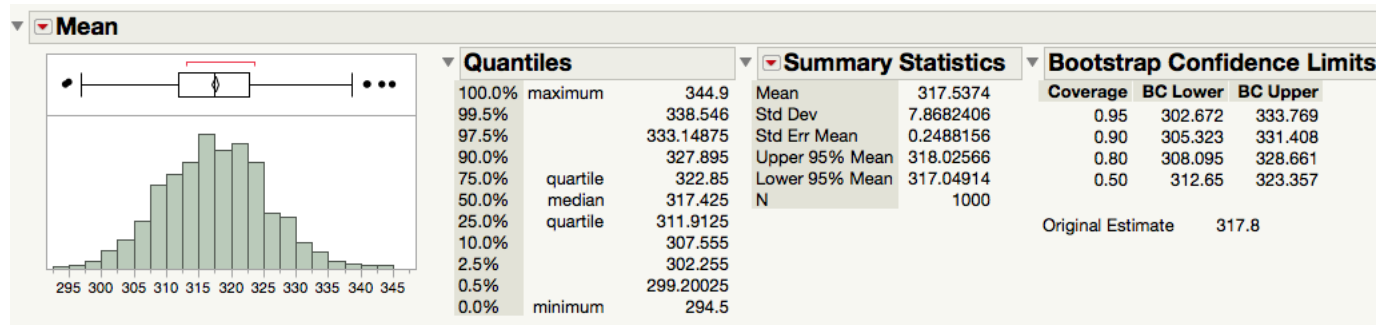 Mean
295 300 305 310 315 320 325 330 335 340 345
Quantiles
100.0% maximum 344.9
99.5% 338.546
97.5% 333.14875
90.0% 327.895
75.0% quartile 322.85
50.0% median 317.425
25.0% quartile 311.9125
10.0% 307.555
2.5% 302.255
0.5% 299.20025
0.0% minimum 294.5
Summary Statistics
Mean 317.5374
Std Dev 7.8682406
Std Err Mean 0.2488156
Upper 95% Mean 318.02566
Lower 95% Mean 317.04914
N 1000
Bootstrap Confidence Limits
Coverage BC Lower BC Upper
0.95 302.672 333.769
0.90 305.323 331.408
0.80 308.095 328.661
0.50 312.65 323.357
Original Estimate 317.8